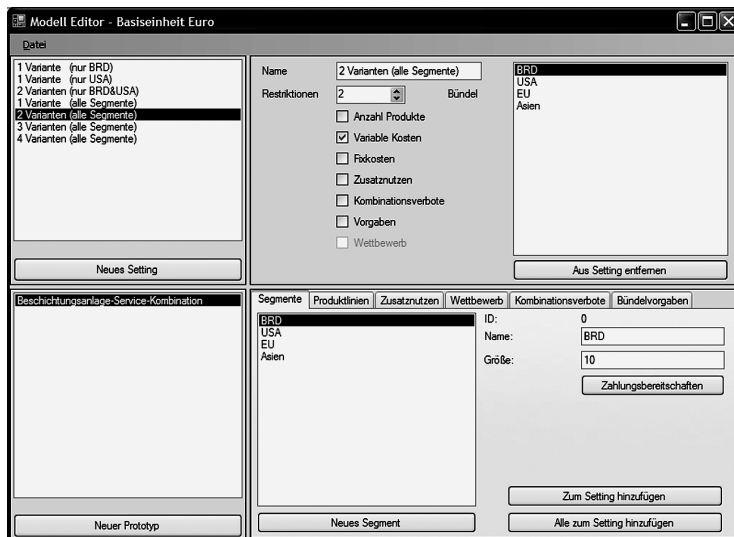 Modell Editor - Basiseinheit Euro
Datei
1 Variante (nur BRD)
1 Variante (nur USA)
2 Varianten (nur BRD&USA)
1 Variante (alle Segmente)
2 Varianten (alle Segmente)
3 Varianten (alle Segmente)
4 Varianten (alle Segmente)
Neues Setting
Name
2 Varianten (alle Segmente)
Restriktionen
2
Bündel
Anzahl Produkte
Variable Kosten
Fixkosten
Zusatznutzen
Kombinationsverbote
Vorgaben
Wettbewerb
BRD
USA
EU
Asien
Aus Setting entfernen
Beschichtungsanlage-Service-Kombination
Neuer Prototyp
Segmente
Produktlinien
Zusatznutzen
Wettbewerb
Kombinationsverbote
Bündelvorgaben
BRD
USA
EU
Asien
Neues Segment
ID:
0
Name:
BRD
Größe:
10
Zahlungsbereitschaften
Zum Setting hinzufügen
Alle zum Setting hinzufügen